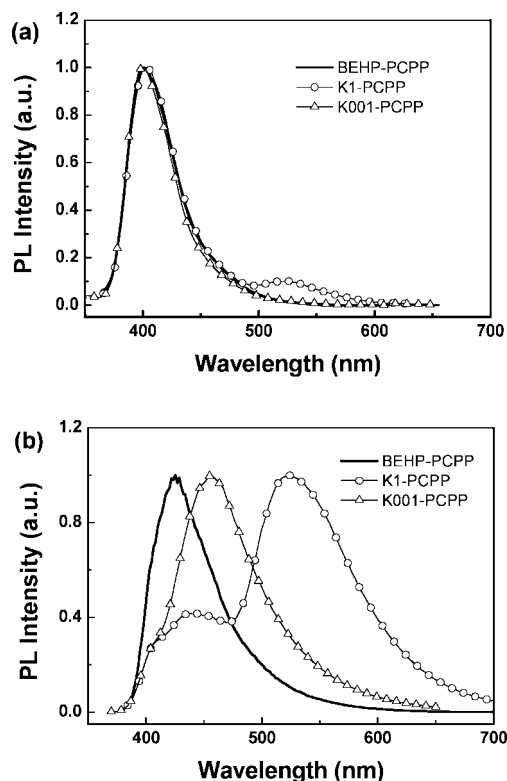 (a)
1.2
1.0
0.8
0.6
0.4
0.2
0.0
PL Intensity (a.u.)
BEHP-PCPP
K1-PCPP
K001-PCPP
400
500
600
700
Wavelength (nm)
(b)
1.2
0.8
0.4
0.0
PL Intensity (a.u.)
BEHP-PCPP
K1-PCPP
K001-PCPP
400
500
600
700
Wavelength (nm)